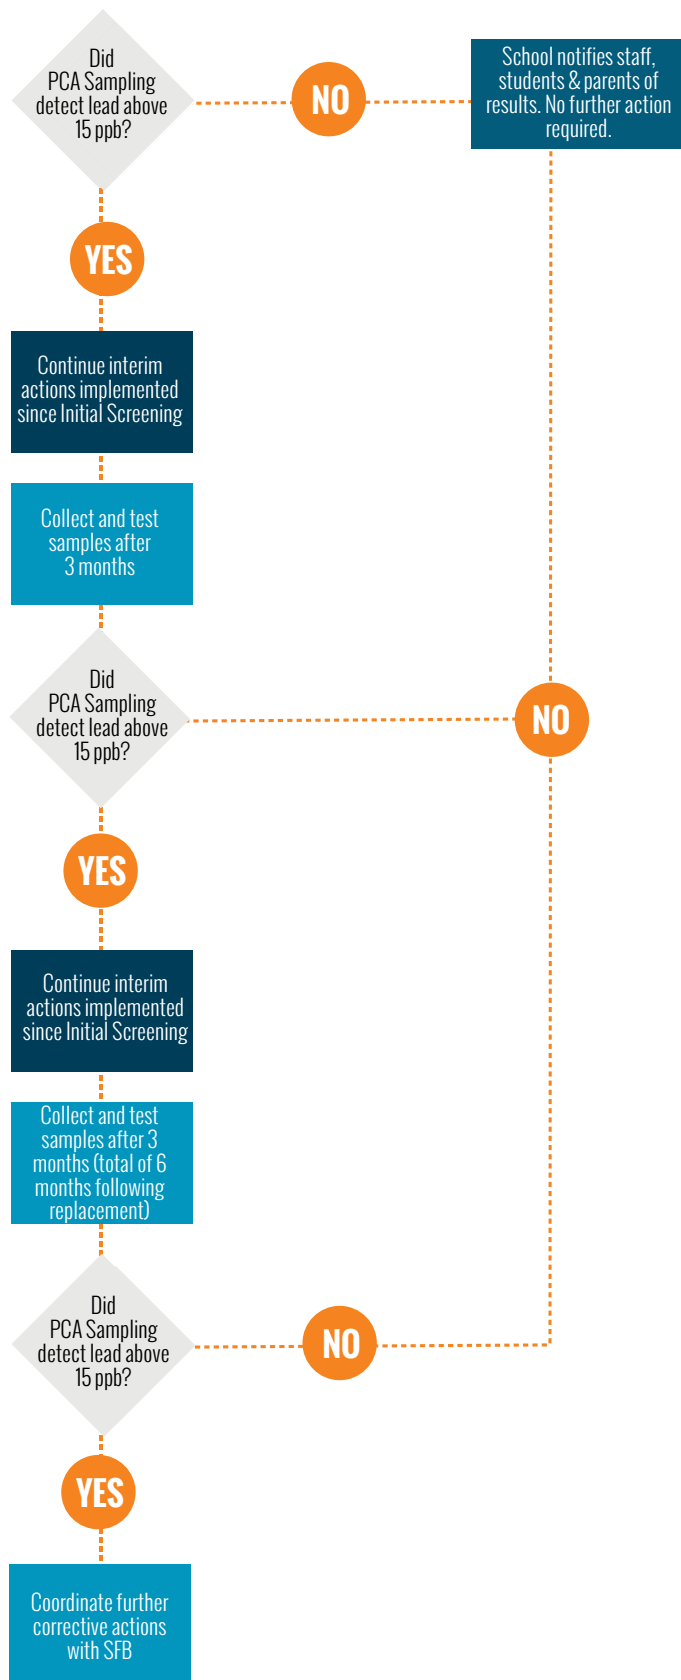 Did
PCA Sampling
detect lead above
15 ppb?
NO
School notifies staff,
students & parents of
results. No further action
required.
YES
Continue interim
actions implemented
since Initial Screening
Collect and test
samples after
3 months
Did
PCA Sampling
detect lead above
15 ppb?
NO
YES
Continue interim
actions implemented
since Initial Screening
Collect and test
samples after 3
months (total of 6
months following
replacement)
Did
PCA Sampling
detect lead above
15 ppb?
NO
YES
Coordinate further
corrective actions
with SFB